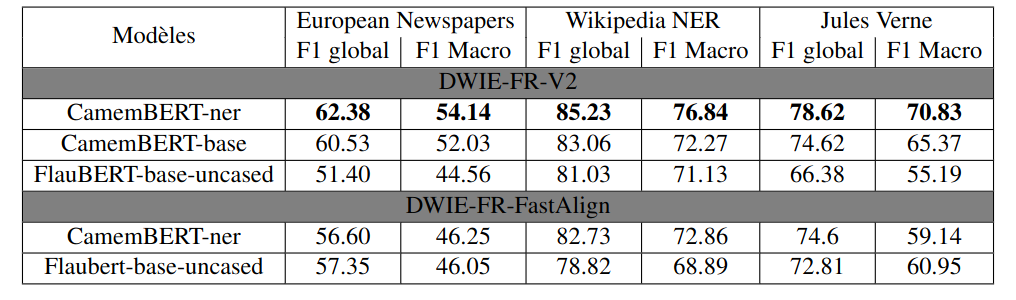 Modèles European Newspapers Wikipedia NER Jules Verne
F1 global F1 Macro F1 global F1 Macro F1 global F1 Macro
DWIE-FR-V2
CamemBERT-ner 62.38 54.14 85.23 76.84 78.62 70.83
CamemBERT-base 60.53 52.03 83.06 72.27 74.62 65.37
FlauBERT-base-uncased 51.40 44.56 81.03 71.13 66.38 55.19
DWIE-FR-FastAlign
CamemBERT-ner 56.60 46.25 82.73 72.86 74.6 59.14
Flaubert-base-uncased 57.35 46.05 78.82 68.89 72.81 60.95